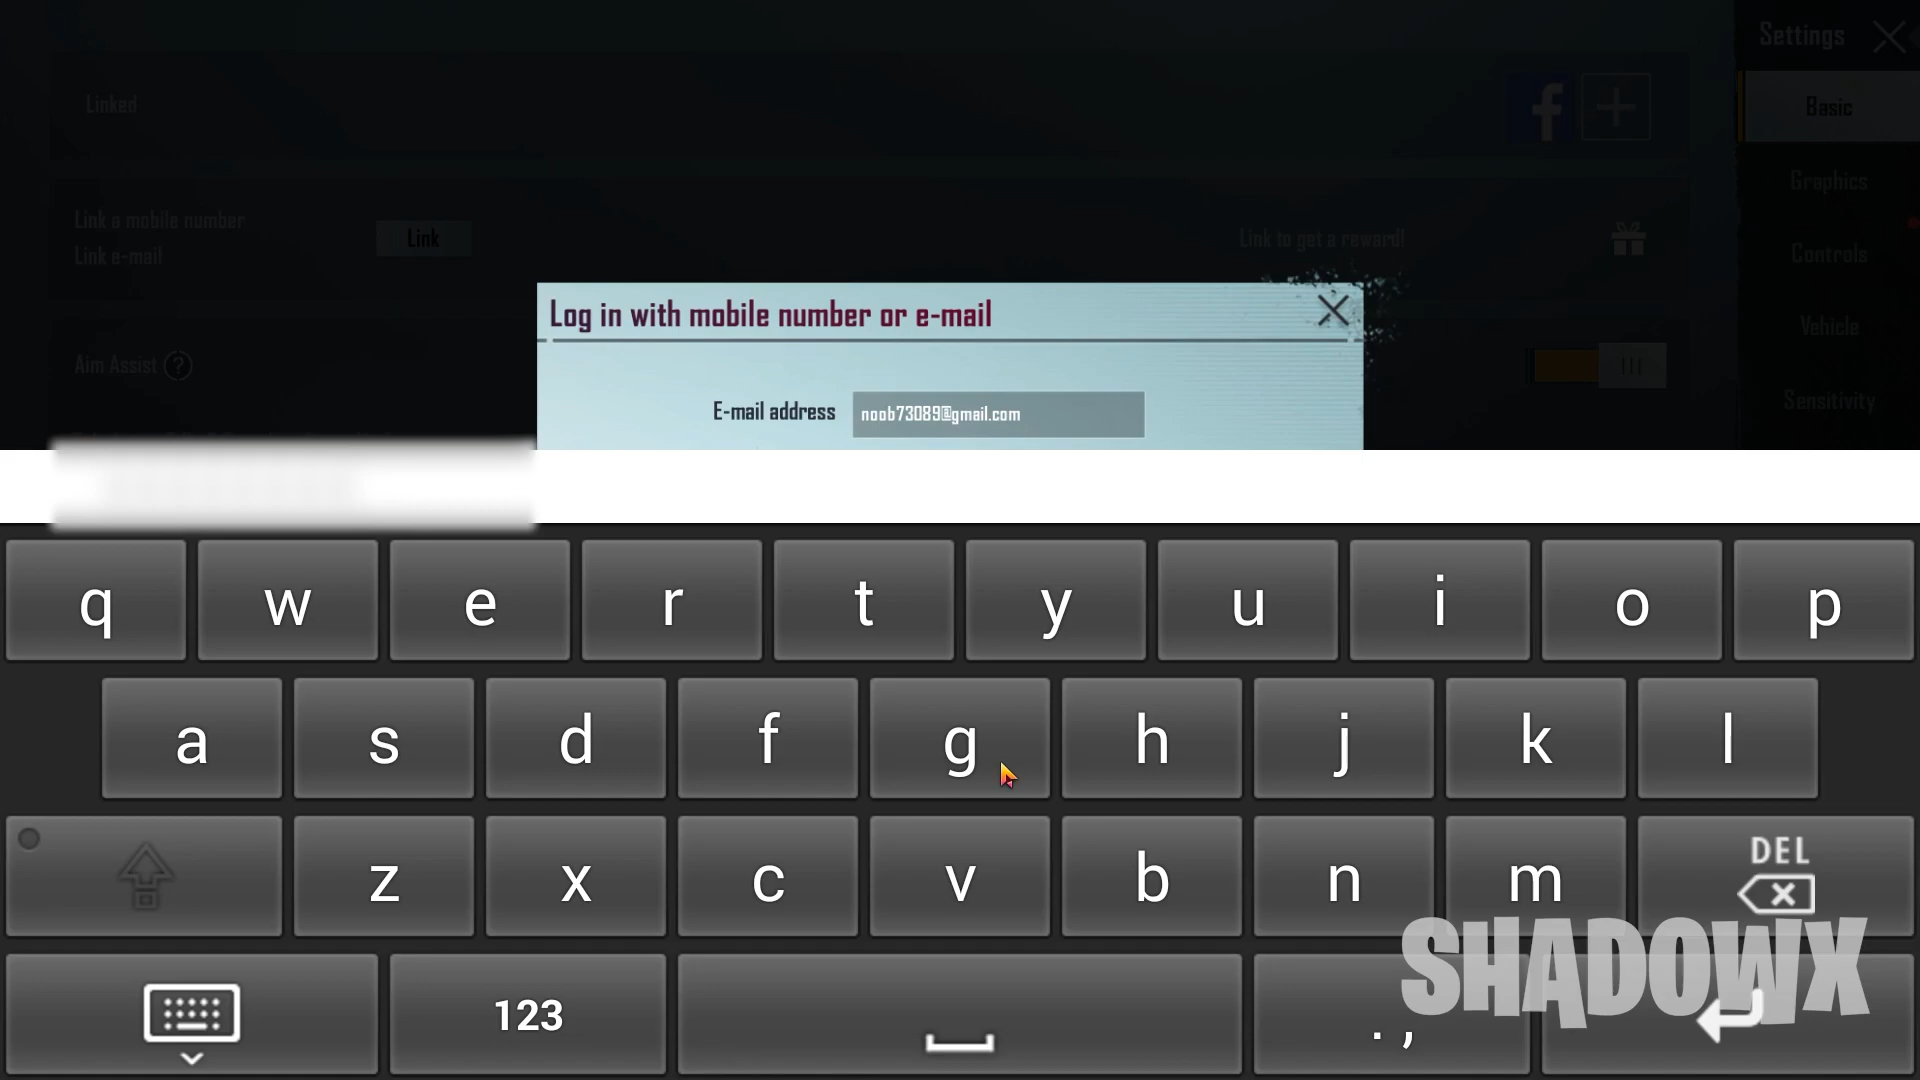 Settings
Linked
Basic
Graphics
Link a mobile number
Link
Link to get a reward!
Link e-mail
Controls
Log in with mobile number or e-mail
Vehicle
Aim Assist ?
Sensitivity
E-mail address noob73089@gmail.com
q w e r t y u i o p
a s d f g h j k l
z x c v b n m DEL
123 . ,
SHADOWX